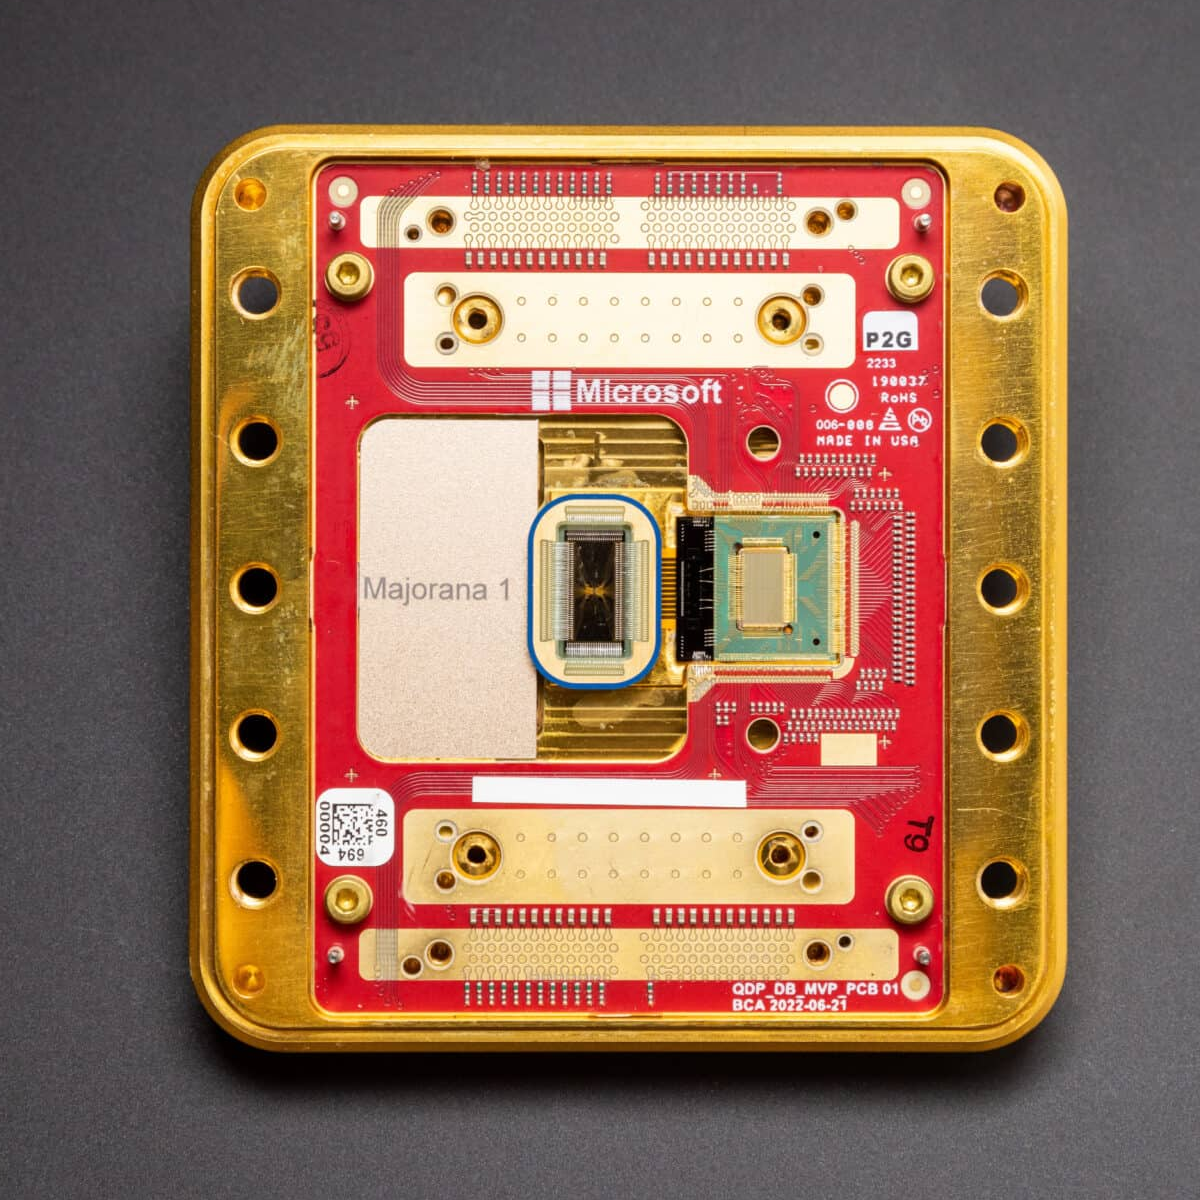 P2G
2233
190037
RoHS
006-008
Pb
MADE IN USA
Microsoft
Majorana 1
460
00004
694
T9
QDP_DB_MVP_PCB 01
BCA 2022-06-21